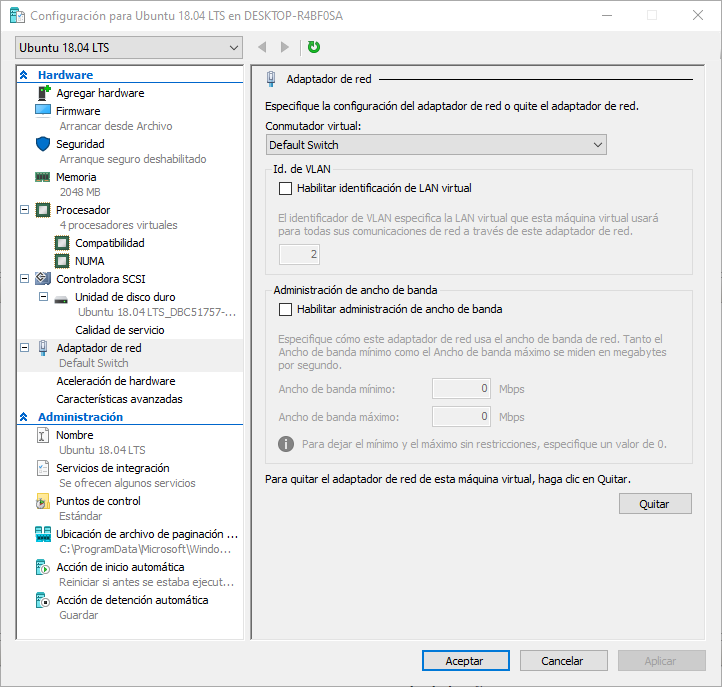 Configuración para Ubuntu 18.04 LTS en DESKTOP-R4BF0SA
Ubuntu 18.04 LTS
Hardware
Agregar hardware
Firmware
Arrancar desde Archivo
Seguridad
Arranque seguro deshabilitado
Memoria
2048 MB
Procesador
4 procesadores virtuales
Compatibilidad
NUMA
Controladora SCSI
Unidad de disco duro
Ubuntu 18.04 LTS_DBC51757-...
Calidad de servicio
Adaptador de red
Default Switch
Aceleración de hardware
Características avanzadas
Administración
Nombre
Ubuntu 18.04 LTS
Servicios de integración
Se ofrecen algunos servicios
Puntos de control
Estándar
Ubicación de archivo de paginación ...
C:\ProgramData\Microsoft\Windo...
Acción de inicio automática
Reiniciar si antes se estaba ejecut...
Acción de detención automática
Guardar
Adaptador de red
Especifique la configuración del adaptador de red o quite el adaptador de red.
Conmutador virtual:
Default Switch
Id. de VLAN
Habilitar identificación de LAN virtual
El identificador de VLAN especifica la LAN virtual que esta máquina virtual usará
para todas sus comunicaciones de red a través de este adaptador de red.
2
Administración de ancho de banda
Habilitar administración de ancho de banda
Especifique cómo este adaptador de red usa el ancho de banda de red. Tanto el
Ancho de banda mínimo como el Ancho de banda máximo se miden en megabytes
por segundo.
Ancho de banda mínimo: 0 Mbps
Ancho de banda máximo: 0 Mbps
Para dejar el mínimo y el máximo sin restricciones, especifique un valor de 0.
Para quitar el adaptador de red de esta máquina virtual, haga clic en Quitar.
Quitar
Aceptar Cancelar Aplicar